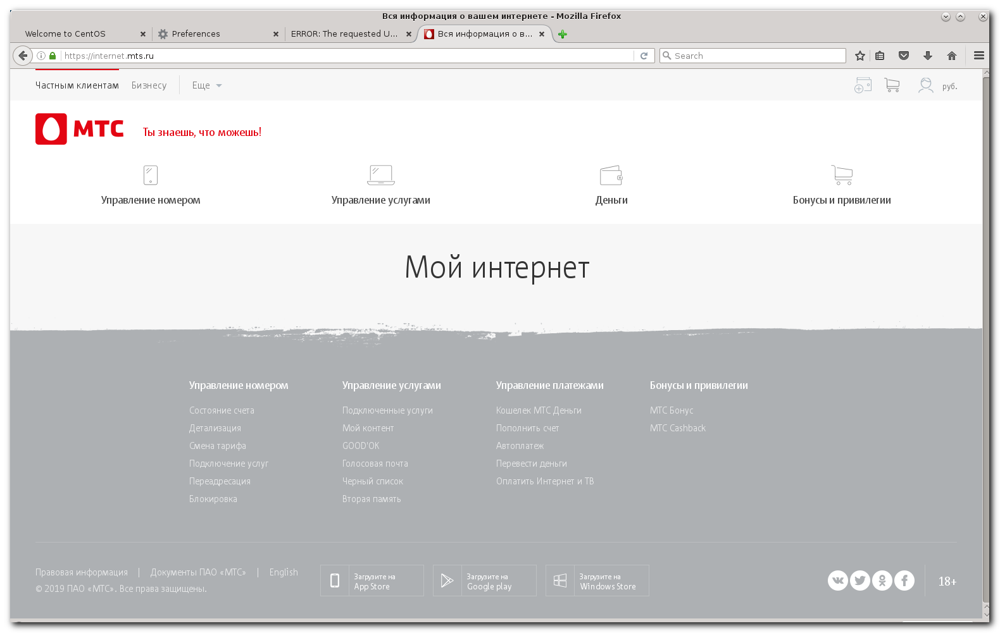 Вся информация о вашем интернете - Mozilla Firefox
Welcome to CentOS
Preferences
ERROR: The requested U...
Вся информация о в...
https://internet.mts.ru
Search
Частным клиентам
Бизнесу
Еще
руб.
МТС
Ты знаешь, что можешь!
Управление номером
Управление услугами
Деньги
Бонусы и привилегии
Мой интернет
Управление номером
Состояние счета
Детализация
Смена тарифа
Подключение услуг
Переадресация
Блокировка
Управление услугами
Подключенные услуги
Мой контент
GOOD'OK
Голосовая почта
Черный список
Вторая память
Управление платежами
Кошелек МТС Деньги
Пополнить счет
Автоплатеж
Перевести деньги
Оплатить Интернет и ТВ
Бонусы и привилегии
МТС Бонус
МТС Cashback
Правовая информация | Документы ПАО «МТС» | English
© 2019 ПАО «МТС». Все права защищены.
Загрузите на
App Store
Загрузите на
Google play
Загрузите на
Windows Store
18+